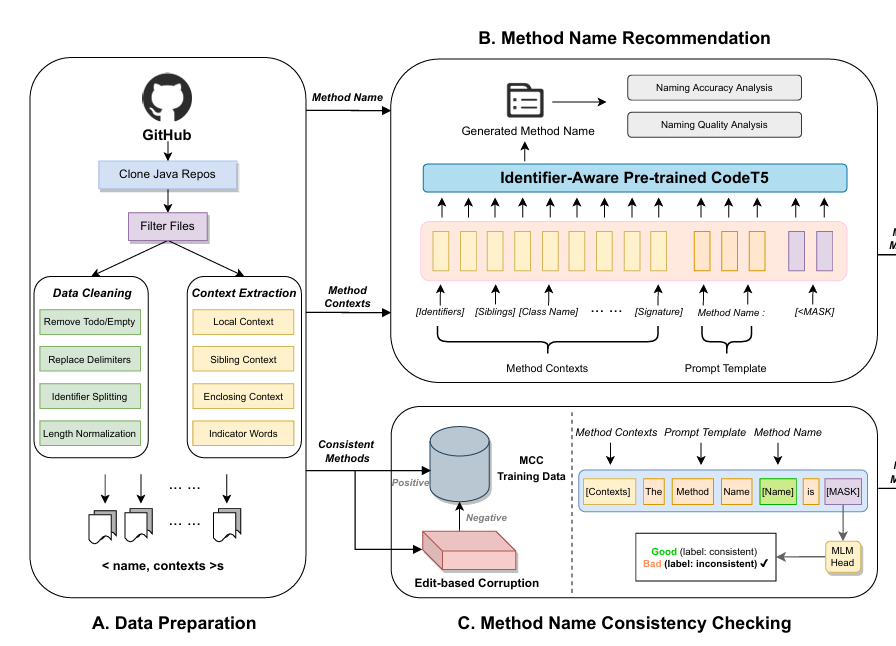 B. Method Name Recommendation
GitHub
Clone Java Repos
Filter Files
Data Cleaning
Remove Todo/Empty
Replace Delimiters
Identifier Splitting
Length Normalization
Context Extraction
Local Context
Sibling Context
Enclosing Context
Indicator Words
... ...
... ...
< name, contexts >s
A. Data Preparation
Method Name
Method
Contexts
Consistent
Methods
Generated Method Name
Naming Accuracy Analysis
Naming Quality Analysis
Identifier-Aware Pre-trained CodeT5
[Identifiers] [Siblings] [Class Name] ... ... [Signature] Method Name : [<MASK]
Method Contexts
Prompt Template
Positive
MCC
Training Data
Negative
Edit-based Corruption
Method Contexts Prompt Template Method Name
[Contexts] The Method Name [Name] is [MASK]
Good (label: consistent)
Bad (label: inconsistent) ✓
MLM
Head
C. Method Name Consistency Checking